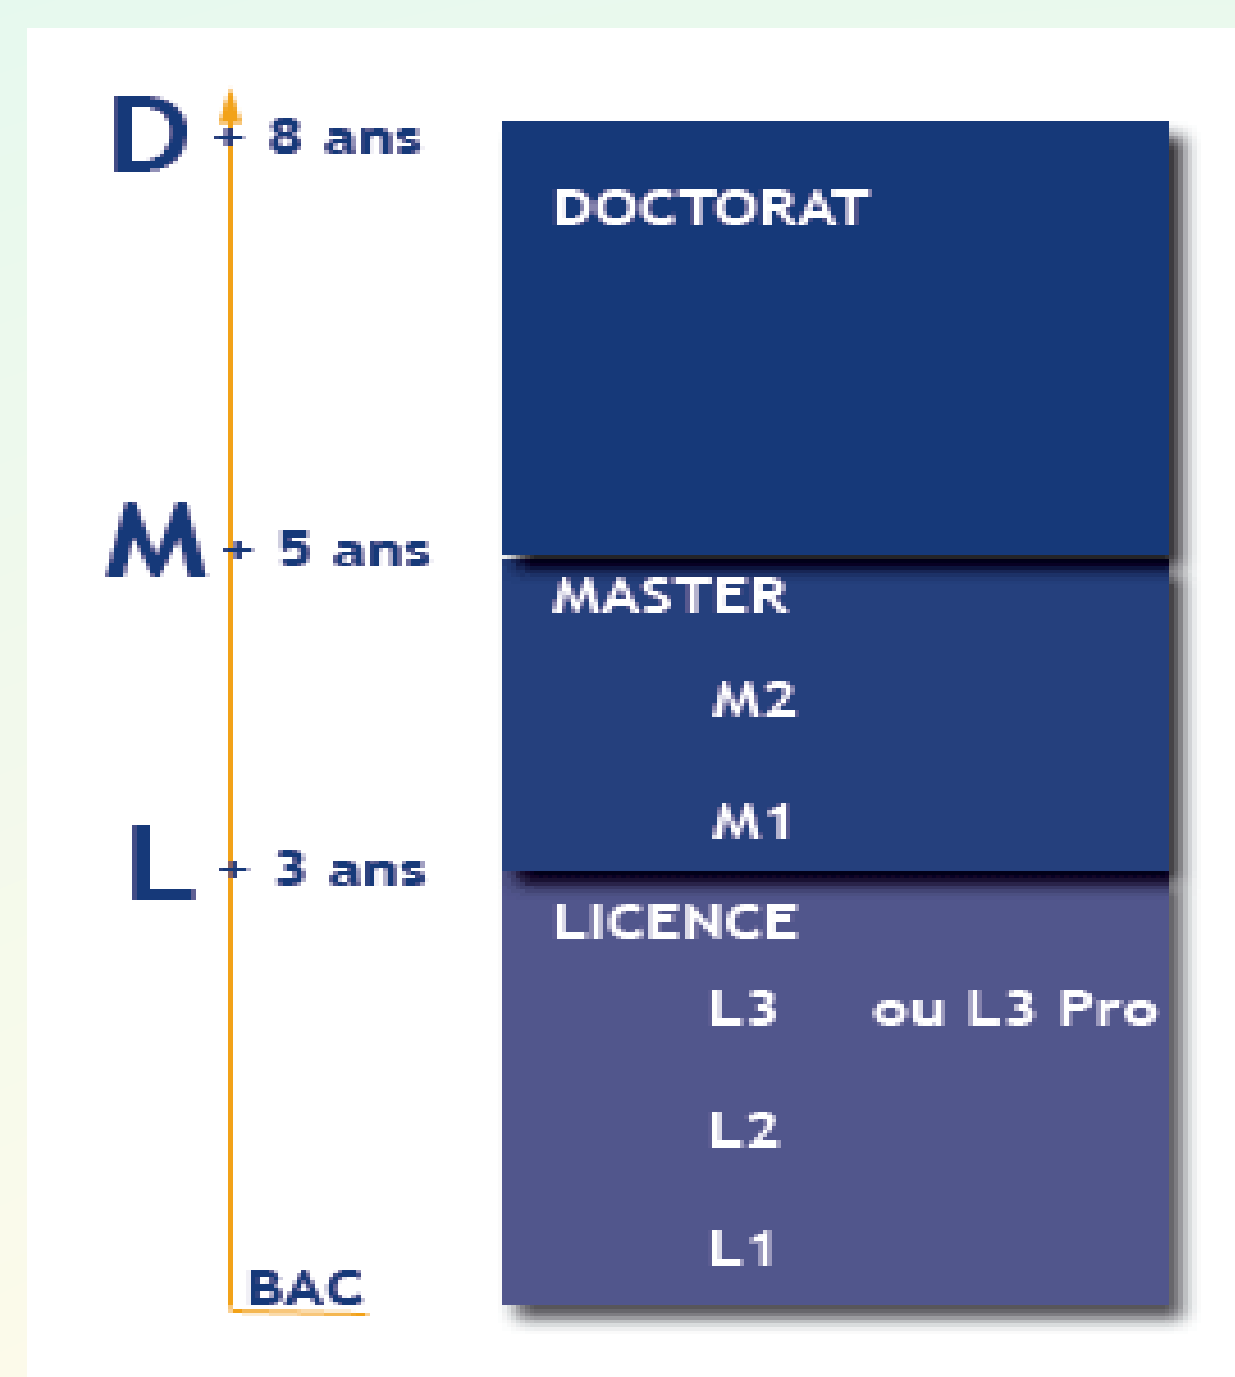 D + 8 ans
DOCTORAT
M + 5 ans
MASTER
M2
M1
L + 3 ans
LICENCE
L3 ou L3 Pro
L2
L1
BAC